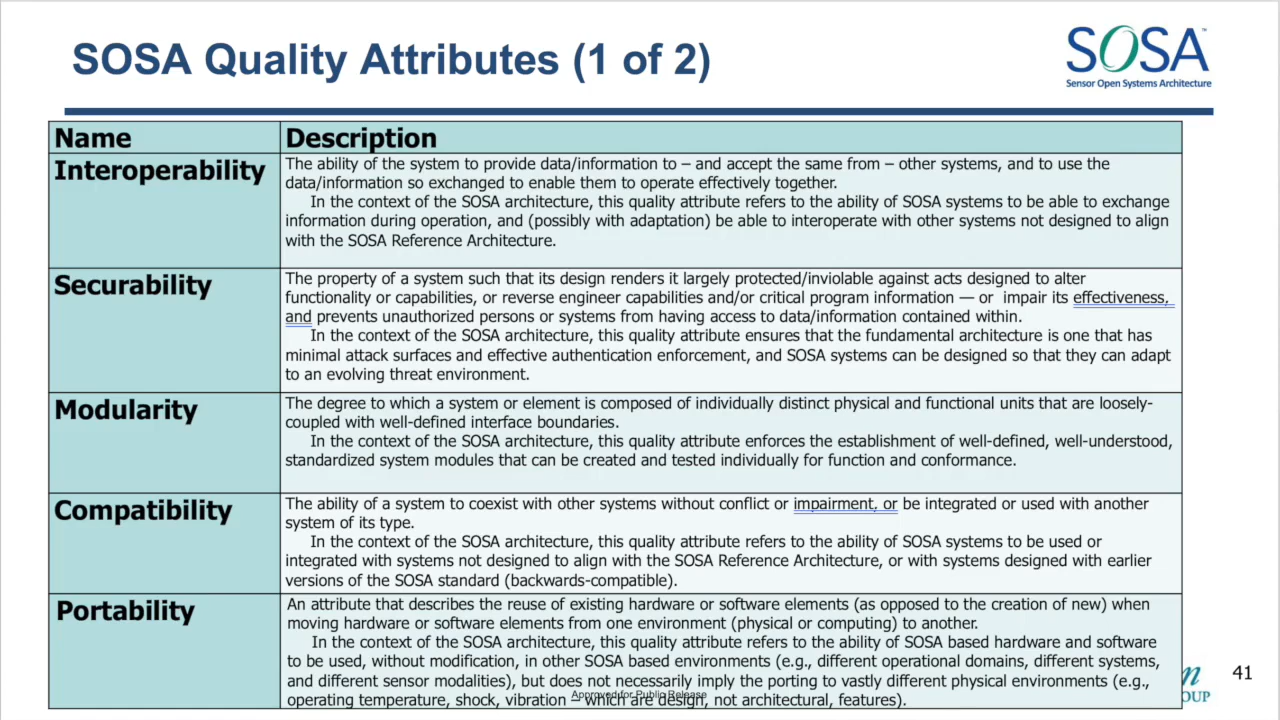 SOSA Quality Attributes (1 of 2)
SOSA™
Sensor Open Systems Architecture
Name Description
Interoperability
The ability of the system to provide data/information to – and accept the same from – other systems, and to use the
data/information so exchanged to enable them to operate effectively together.
In the context of the SOSA architecture, this quality attribute refers to the ability of SOSA systems to be able to exchange
information during operation, and (possibly with adaptation) be able to interoperate with other systems not designed to align
with the SOSA Reference Architecture.
Securability
The property of a system such that its design renders it largely protected/inviolable against acts designed to alter
functionality or capabilities, or reverse engineer capabilities and/or critical program information — or impair its effectiveness,
and prevents unauthorized persons or systems from having access to data/information contained within.
In the context of the SOSA architecture, this quality attribute ensures that the fundamental architecture is one that has
minimal attack surfaces and effective authentication enforcement, and SOSA systems can be designed so that they can adapt
to an evolving threat environment.
Modularity
The degree to which a system or element is composed of individually distinct physical and functional units that are loosely-
coupled with well-defined interface boundaries.
In the context of the SOSA architecture, this quality attribute enforces the establishment of well-defined, well-understood,
standardized system modules that can be created and tested individually for function and conformance.
Compatibility
The ability of a system to coexist with other systems without conflict or impairment, or be integrated or used with another
system of its type.
In the context of the SOSA architecture, this quality attribute refers to the ability of SOSA systems to be used or
integrated with systems not designed to align with the SOSA Reference Architecture, or with systems designed with earlier
versions of the SOSA standard (backwards-compatible).
Portability
An attribute that describes the reuse of existing hardware or software elements (as opposed to the creation of new) when
moving hardware or software elements from one environment (physical or computing) to another.
In the context of the SOSA architecture, this quality attribute refers to the ability of SOSA based hardware and software
to be used, without modification, in other SOSA based environments (e.g., different operational domains, different systems,
and different sensor modalities), but does not necessarily imply the porting to vastly different physical environments (e.g.,
operating temperature, shock, vibration – which are design, not architectural, features).
Approved for Public Release
41